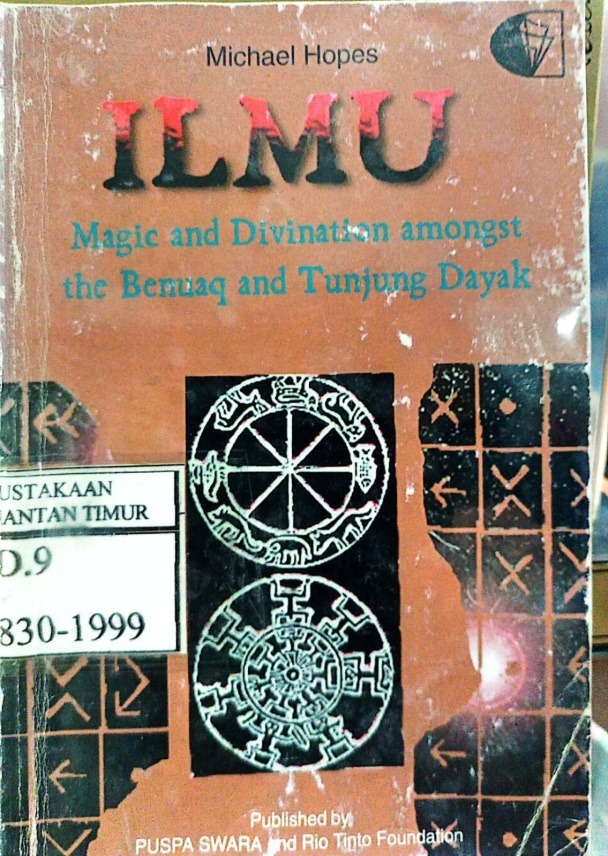 Michael Hopes
ILMU
Magic and Divination amongst
the Benuaq and Tunjung Dayak
USTAKAAN
ANTAN TIMUR
D.9
830-1999
Published by
PUSPA SWARA and Rio Tinto Foundation